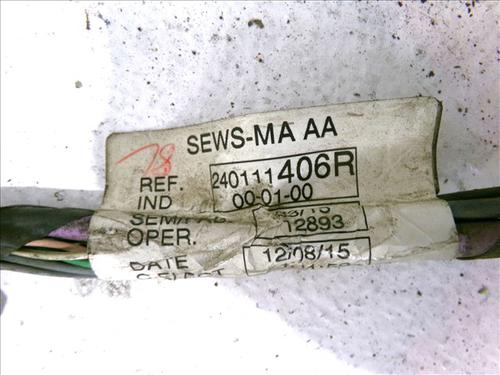 SEWS-MA AA
78
REF. 240111406R
IND 00-01-00
OPER. 12893
DATE 12/08/15